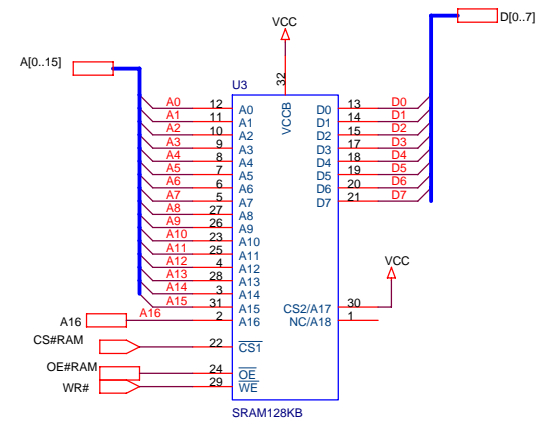 VCC
D[0..7]
A[0..15]
32
U3
VCCB
A0 12 A0 D0 13 D0
A1 11 A1 D1 14 D1
A2 10 A2 D2 15 D2
A3 9 A3 D3 17 D3
A4 8 A4 D4 18 D4
A5 7 A5 D5 19 D5
A6 6 A6 D6 20 D6
A7 5 A7 D7 21 D7
A8 27 A8
A9 26 A9
A10 23 A10
A11 25 A11
A12 4 A12
A13 28 A13
A14 3 A14
A15 31 A15 CS2/A17 30
VCC
A16 A16 2 A16 NC/A18 1
CS#RAM 22 CS1
OE#RAM 24 OE
WR# 29 WE
SRAM128KB